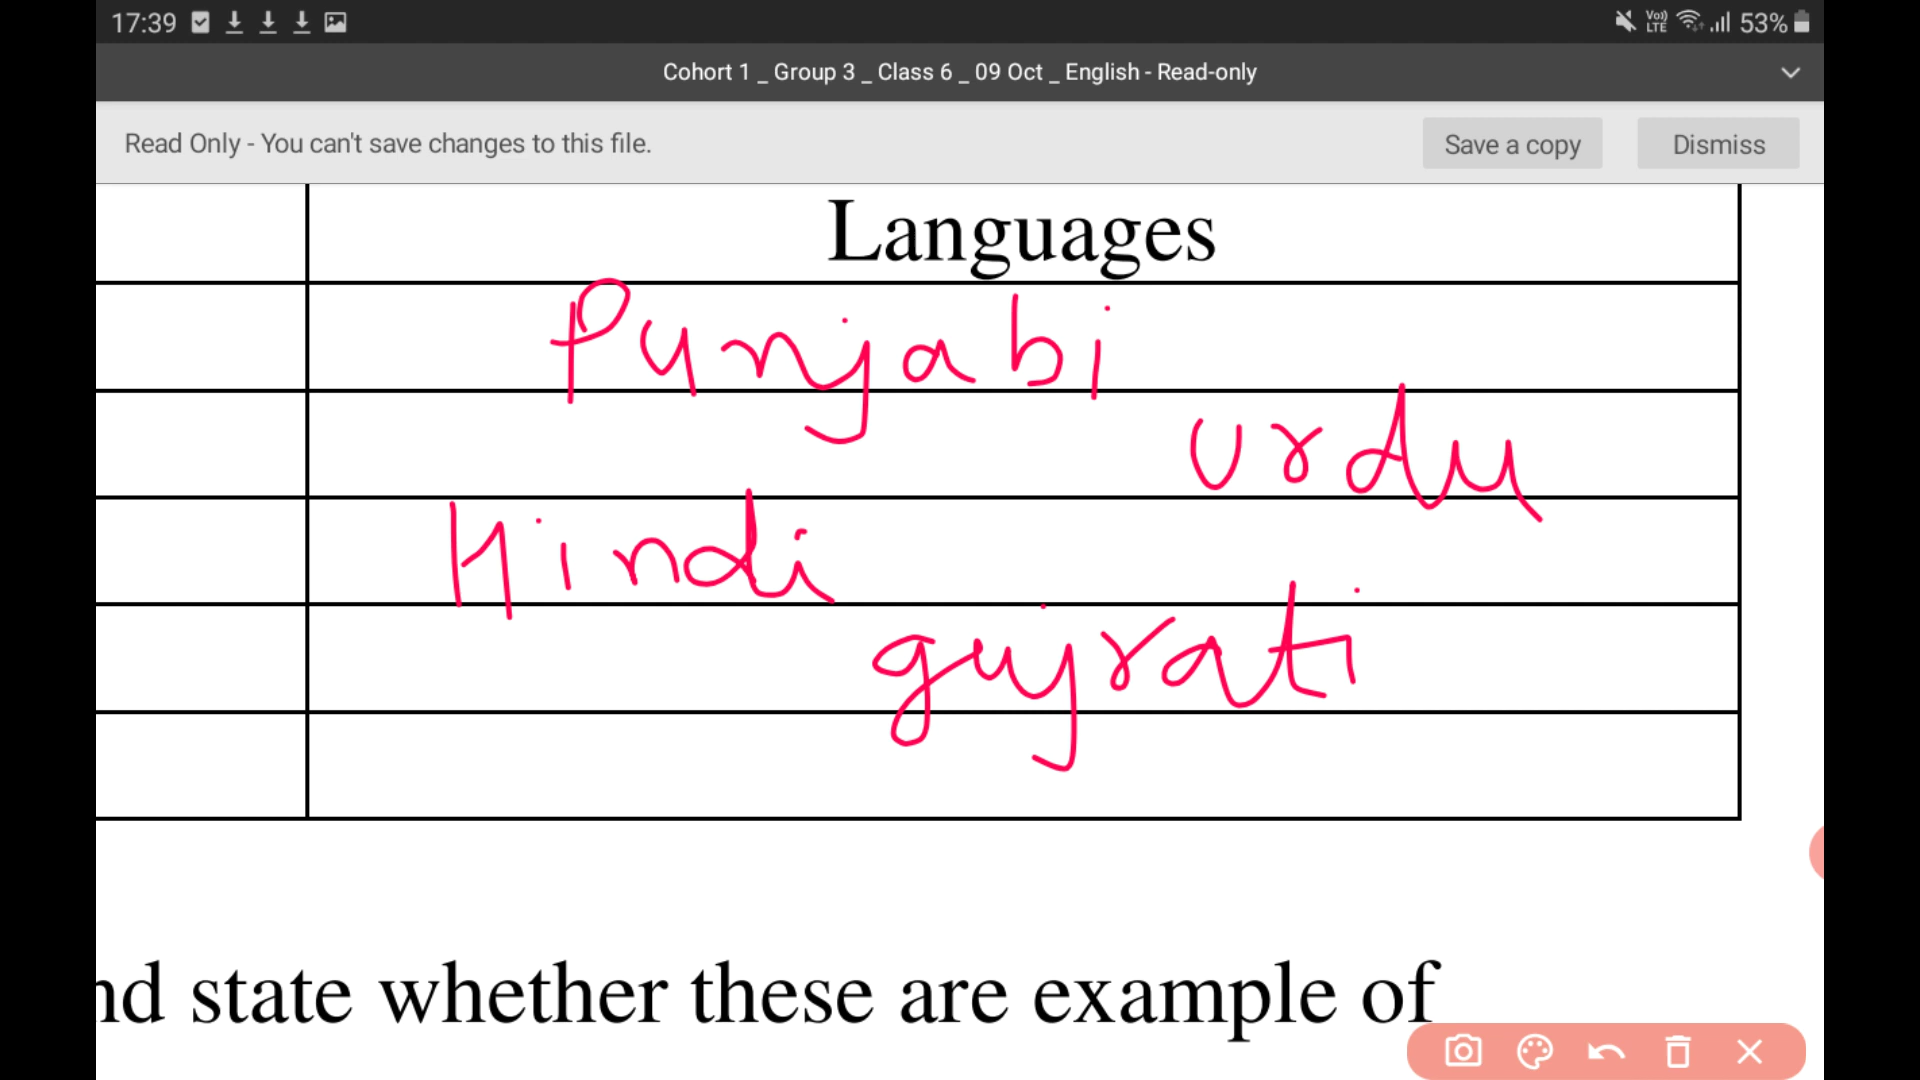 17:39 Vo)) LTE 53%
Cohort 1 _ Group 3 _ Class 6 _ 09 Oct _ English - Read-only
Read Only - You can't save changes to this file. Save a copy Dismiss
Languages
Punjabi
Urdu
Hindi
gujrati
nd state whether these are example of